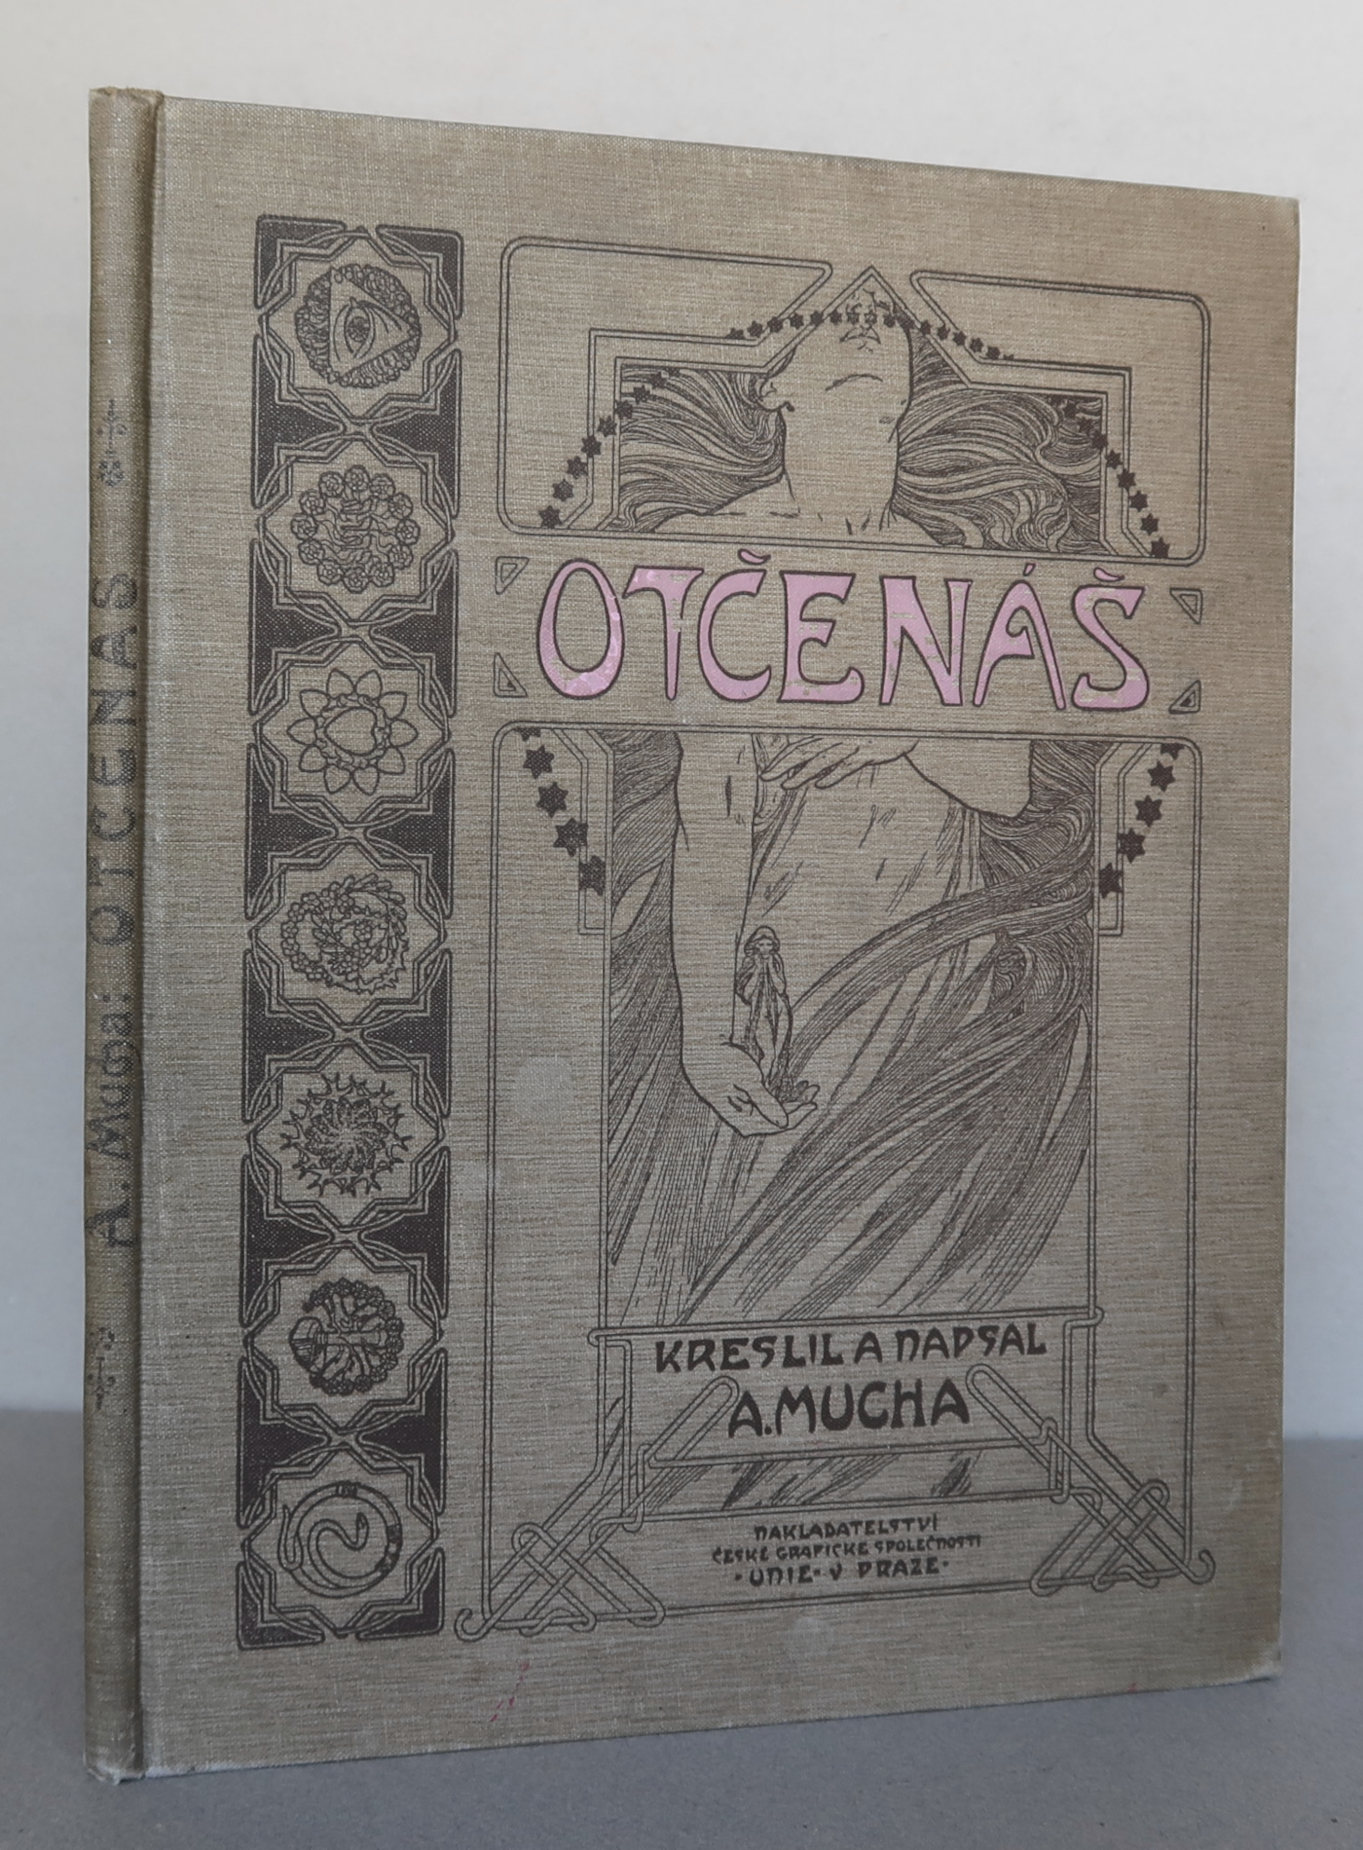 A. Mucha: OTČENÁŠ
OTČENÁŠ
KRESLIL A NAPSAL
A. MUCHA
NAKLADATELSTVÍ
ČESKÉ GRAFICKÉ SPOLEČNOSTI
·UNIE· V PRAZE·